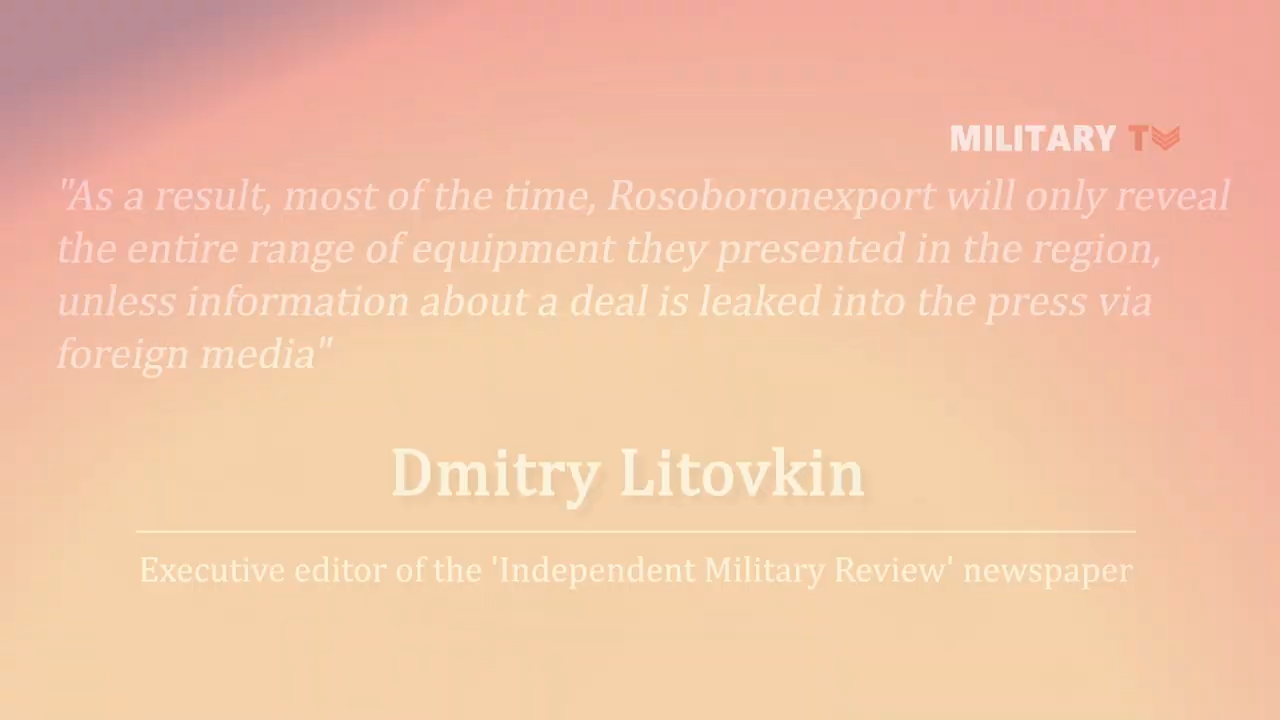 MILITARY TV
"As a result, most of the time, Rosoboronexport will only reveal
the entire range of equipment they presented in the region,
unless information about a deal is leaked into the press via
foreign media"
Dmitry Litovkin
Executive editor of the 'Independent Military Review' newspaper